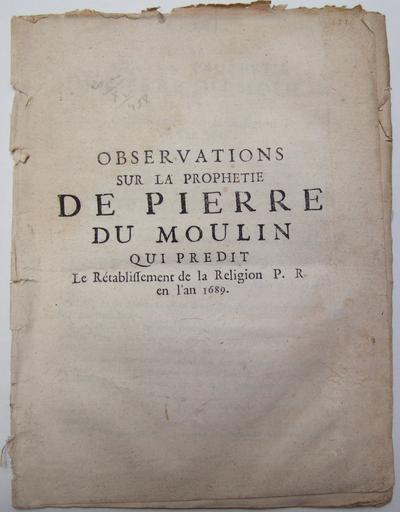 OBSERVATIONS
SUR LA PROPHETIE
DE PIERRE
DU MOULIN
QUI PREDIT
Le Rétablissement de la Religion P. R
en l'an 1689.